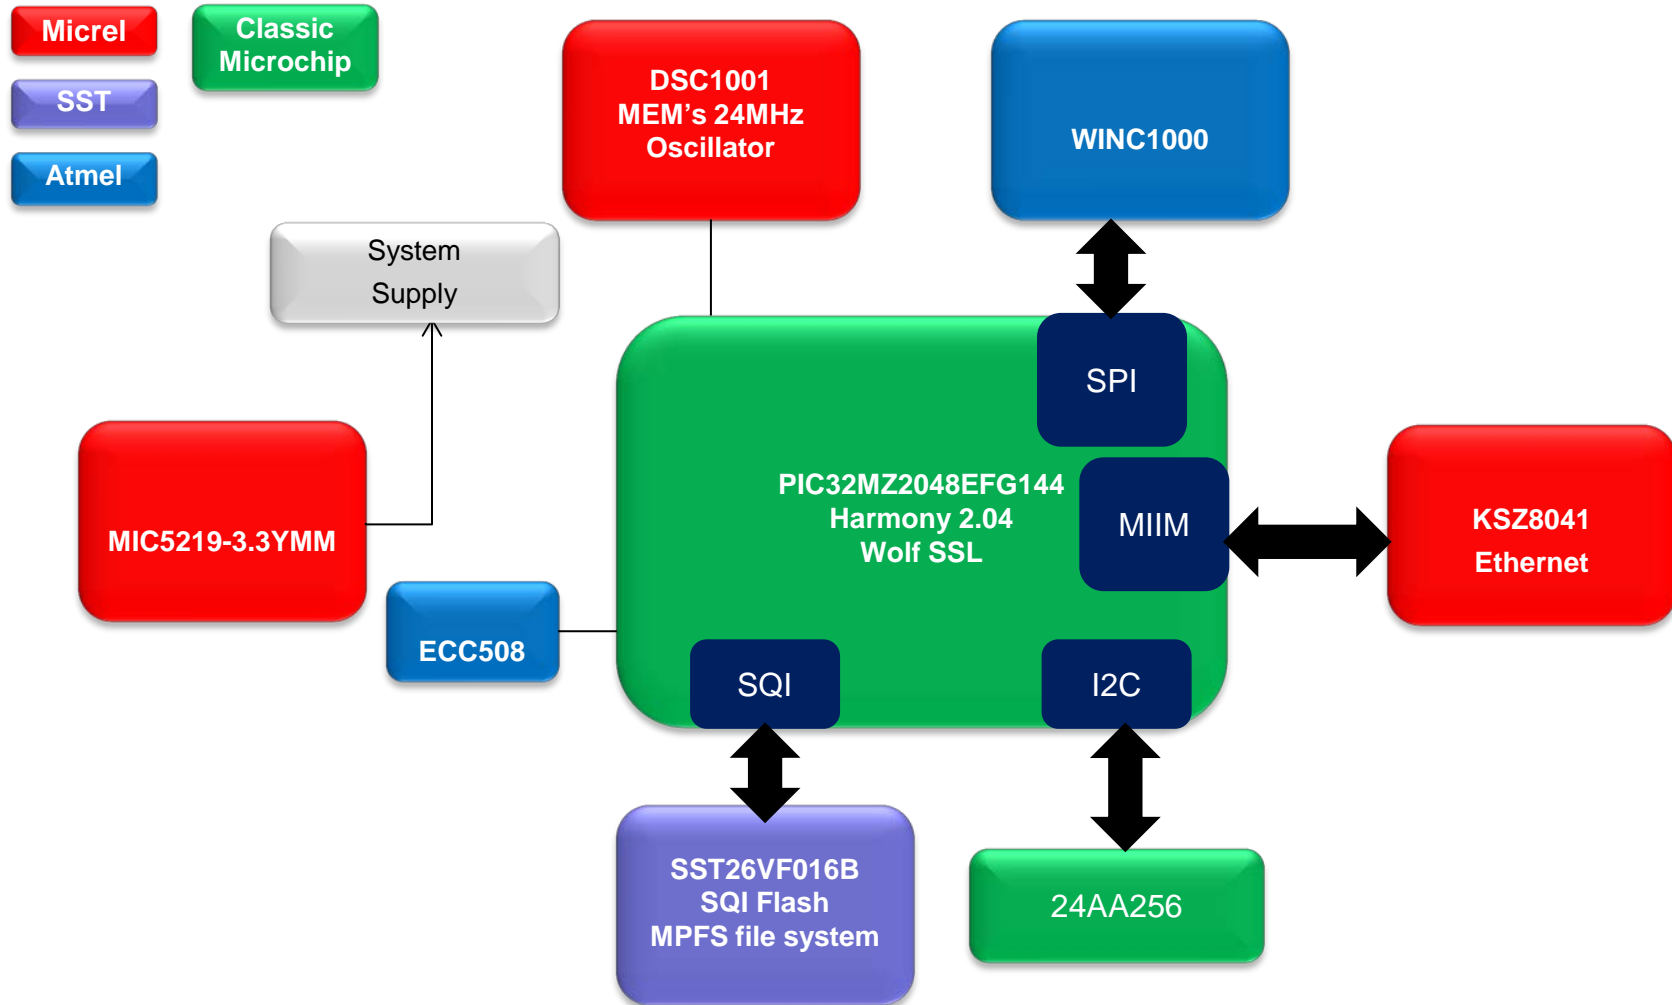 Micrel
Classic
Microchip
SST
Atmel
DSC1001
MEM's 24MHz
Oscillator
WINC1000
System
Supply
SPI
PIC32MZ2048EFG144
Harmony 2.04
Wolf SSL
MIIM
KSZ8041
Ethernet
MIC5219-3.3YMM
ECC508
SQI
I2C
SST26VF016B
SQI Flash
MPFS file system
24AA256